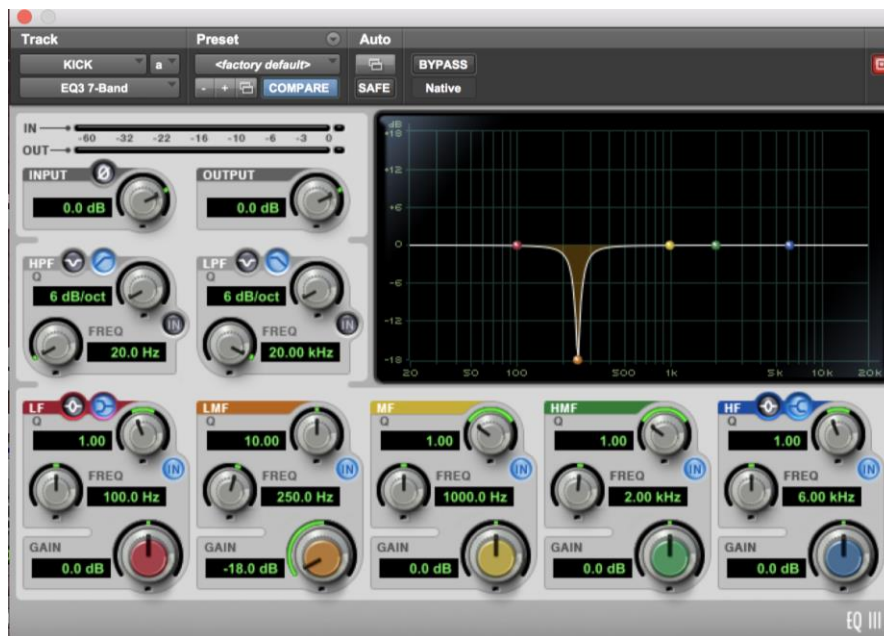 Track Preset Auto
KICK a <factory default> BYPASS
EQ3 7-Band - + COMPARE SAFE Native
IN
-60 -32 -22 -16 -10 -6 -3 0
OUT
INPUT Ø OUTPUT
0.0 dB 0.0 dB
HPF LPF
Q Q
6 dB/oct 6 dB/oct
IN IN
FREQ FREQ
20.0 Hz 20.00 kHz
dB
+18
+12
+6
0
-6
-12
-18
20 50 100 500 1k 5k 10k 20k
LF LMF MF HMF HF
Q Q Q Q Q
1.00 10.00 1.00 1.00 1.00
IN IN IN IN IN
FREQ FREQ FREQ FREQ FREQ
100.0 Hz 250.0 Hz 1000.0 Hz 2.00 kHz 6.00 kHz
GAIN GAIN GAIN GAIN GAIN
0.0 dB -18.0 dB 0.0 dB 0.0 dB 0.0 dB
EQ III